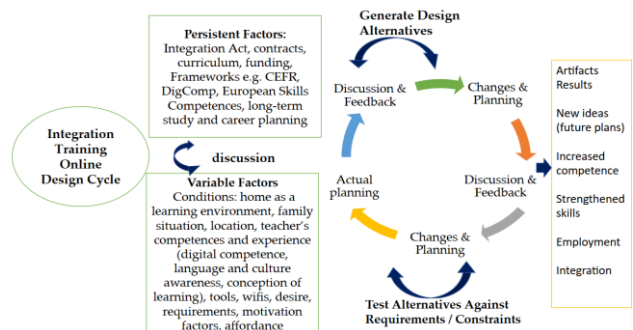 Integration
Training
Online
Design Cycle
Persistent Factors:
Integration Act, contracts,
curriculum, funding,
Frameworks e.g. CEFR,
DigComp, European Skills
Competences, long-term
study and career planning
discussion
Variable Factors
Conditions: home as a
learning environment, family
situation, location, teacher's
competences and experience
(digital competence,
language and culture
awareness, conception of
learning), tools, wifis, desire,
requirements, motivation
factors, affordance
Generate Design
Alternatives
Discussion &
Feedback
Changes &
Planning
Discussion &
Feedback
Changes &
Planning
Actual
planning
Test Alternatives Against
Requirements / Constraints
Artifacts
Results
New ideas
(future plans)
Increased
competence
Strengthened
skills
Employment
Integration